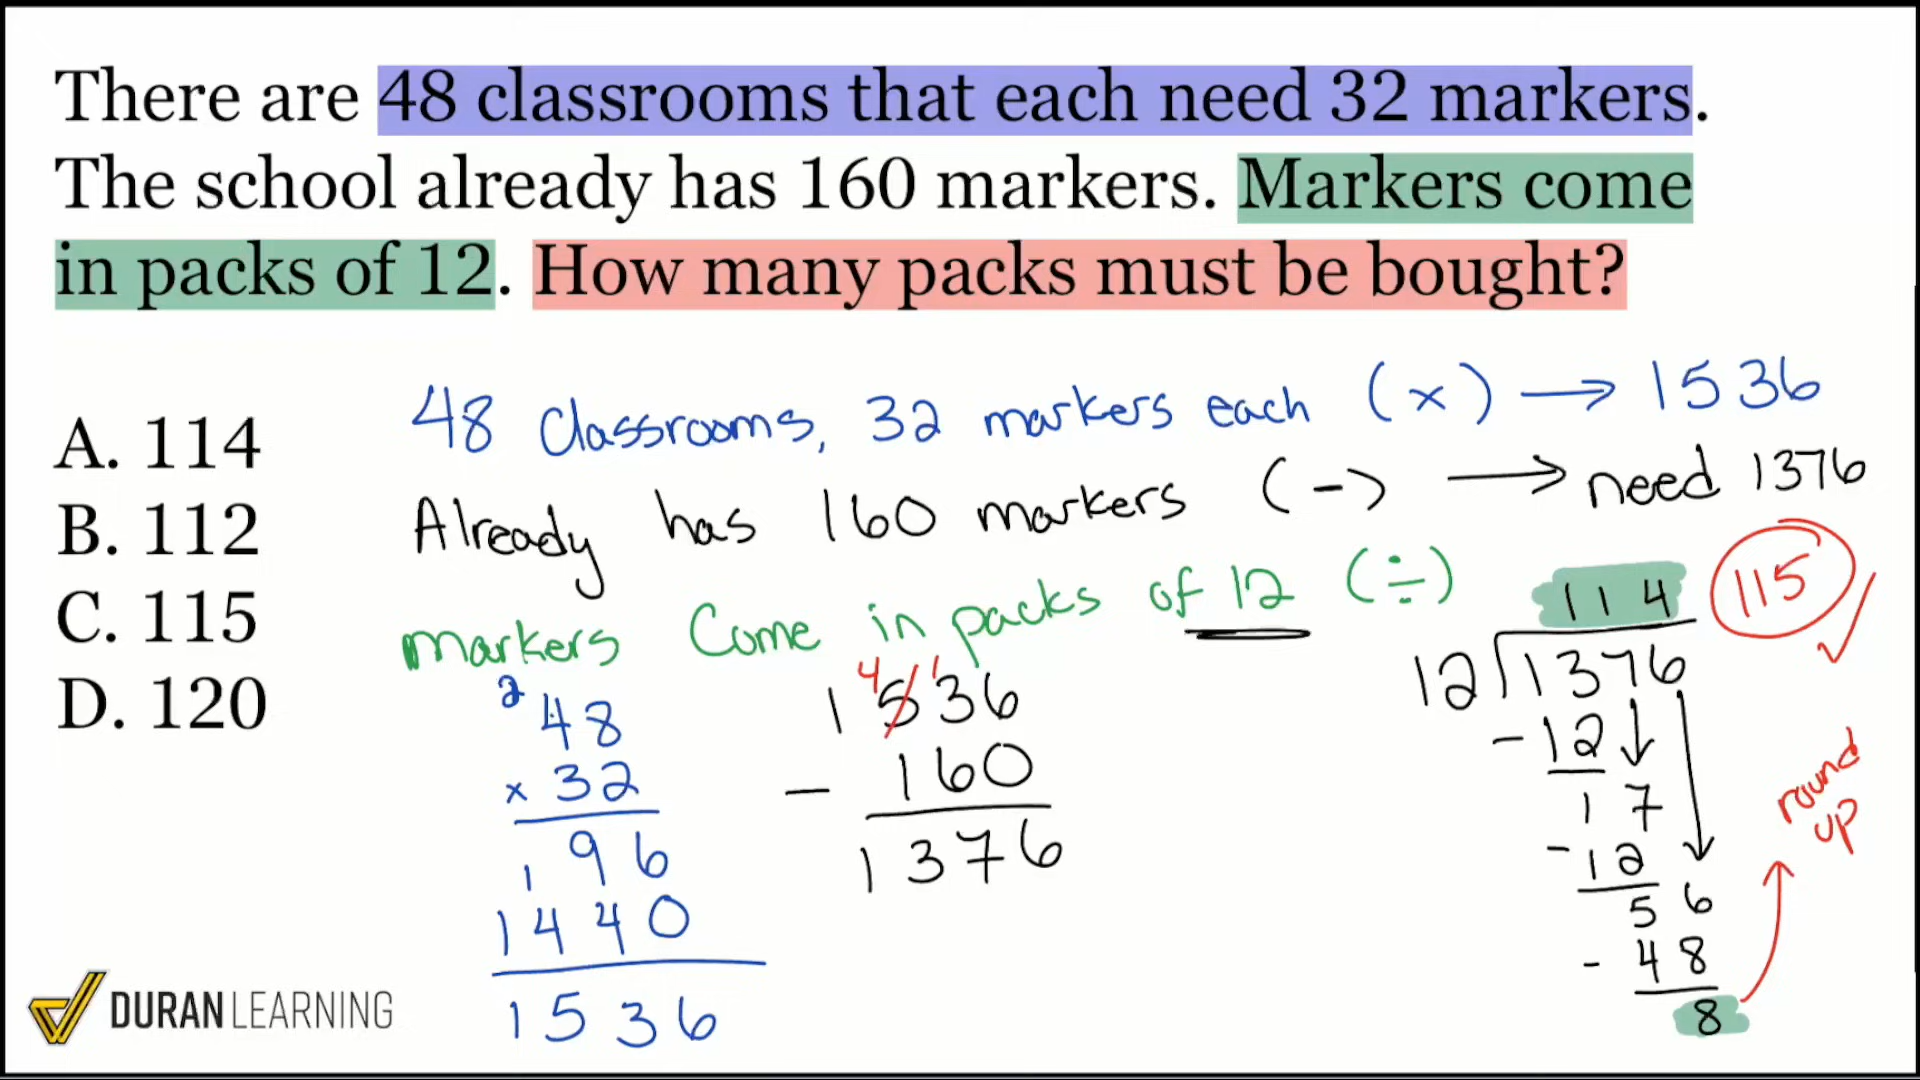 There are 48 classrooms that each need 32 markers.
The school already has 160 markers. Markers come
in packs of 12. How many packs must be bought?
A. 114
B. 112
C. 115
D. 120
48 Classrooms, 32 markers each (×) → 1536
Already has 160 markers (-) → need 1376
markers Come in packs of 12 (÷)
2
48
× 32
1 96
1440
1536
4 1
1536
- 160
1376
114
115 ✓
12 1376
- 12
17
- 12
56
- 48
8
round
up
DURAN LEARNING